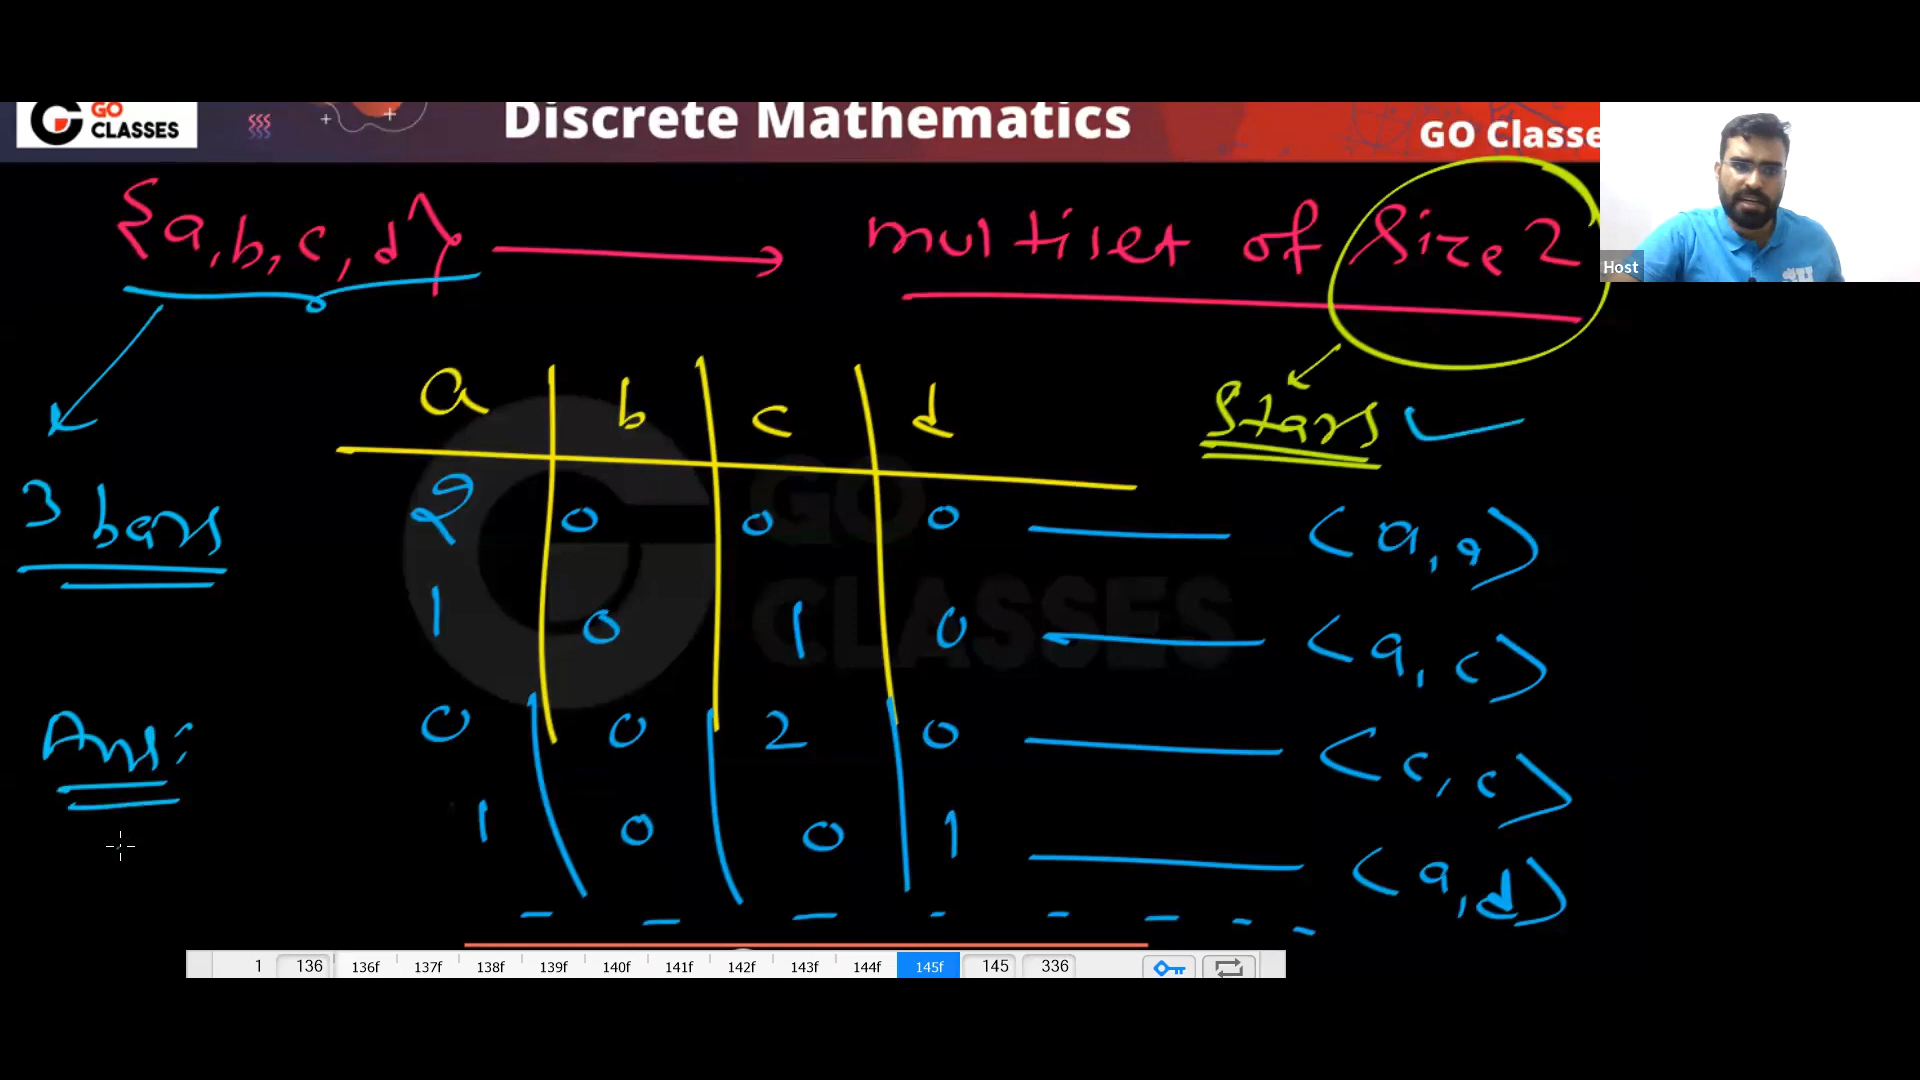 GO CLASSES
Discrete Mathematics
GO Classe
Host
{a,b,c,d} → multiset of Size 2
a b c d
Stars ✓
3 bars
2 0 0 0 — <a,a>
1 0 1 0 — <a,c>
Ans:
0 0 2 0 — <c,c>
1 0 0 1 — <a,d>
GO CLASSES
1 136 136f 137f 138f 139f 140f 141f 142f 143f 144f 145f 145 336